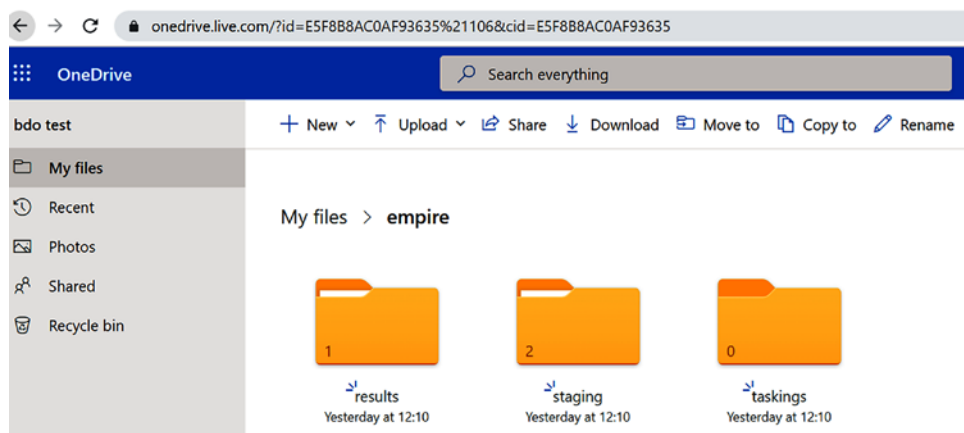 onedrive.live.com/?id=E5F8B8AC0AF93635%21106&cid=E5F8B8AC0AF93635
OneDrive
Search everything
bdo test
New Upload Share Download Move to Copy to Rename
My files
Recent
Photos
Shared
Recycle bin
My files > empire
1 2 0
results staging taskings
Yesterday at 12:10 Yesterday at 12:10 Yesterday at 12:10